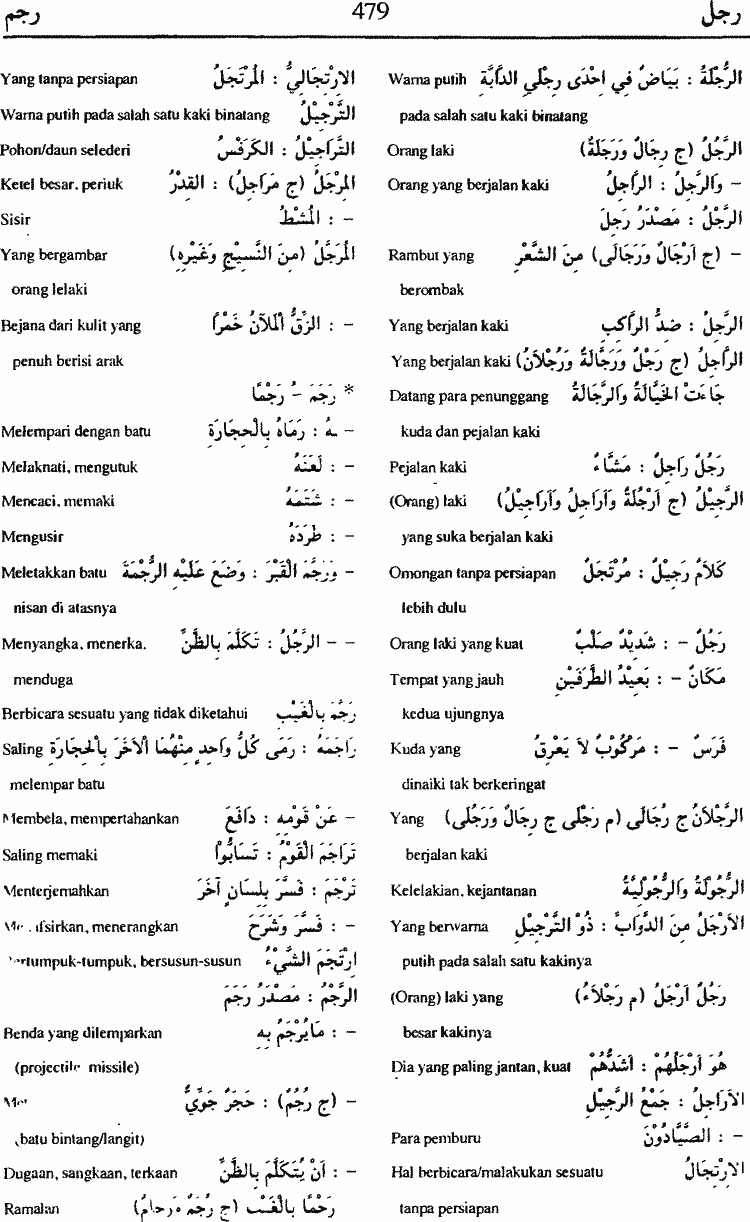 رجل 479 رجم
الرُّجْلَةُ : بَيَاضٌ فِي احْدَى رِجْلَيِ الدَّابَّةِ Warna putih
pada salah satu kaki binatang
الرَّجُلُ (ج رِجَالٌ وَرَجَلَةٌ) Orang laki
– وَالرَّجِلُ : الرَّاجِلُ Orang yang berjalan kaki
الرَّجَلُ : مَصْدَرُ رَجِلَ
– (ج أَرْجَالٌ وَرَجَالَى) مِنَ الشَّعْرِ Rambut yang
berombak
الرَّجِلُ : ضِدُّ الرَّاكِبِ Yang berjalan kaki
الرَّاجِلُ (ج رَجْلٌ وَرَجَّالَةٌ وَرُجْلَانٌ) Yang berjalan kaki
جَاءَتِ الْخَيَّالَةُ وَالرَّجَّالَةُ Datang para penunggang
kuda dan pejalan kaki
رَجُلٌ رَاجِلٌ : مَشَّاءٌ Pejalan kaki
الرَّجِيلُ (ج أَرْجِلَةٌ وَأَرَاجِلُ وَأَرَاجِيْلُ) (Orang) laki
yang suka berjalan kaki
كَلَامٌ رَجِيْلٌ : مُرْتَجَلٌ Omongan tanpa persiapan
lebih dulu
رَجُلٌ – : شَدِيْدٌ صَلْبٌ Orang laki yang kuat
مَكَانٌ – : بَعِيْدُ الطَّرَفَيْنِ Tempat yang jauh
kedua ujungnya
فَرَسٌ – : مَرْكُوْبٌ لَا يَعْرَقُ Kuda yang
dinaiki tak berkeringat
الرَّجْلَانُ ج رَجَالَى (م رَجْلَى ج رِجَالٌ وَرَجْلَى) Yang
berjalan kaki
الرُّجُوْلَةُ وَالرُّجُوْلِيَّةُ Kelelakian, kejantanan
الأَرْجَلُ مِنَ الدَّوَابِّ : ذُو التَّرْجِيْلِ Yang berwarna
putih pada salah satu kakinya
رَجُلٌ أَرْجَلُ (م رَجْلَاءُ) (Orang) laki yang
besar kakinya
هُوَ أَرْجَلُهُمْ : أَشَدُّهُمْ Dia yang paling jantan, kuat
الأَرَاجِلُ : جَمْعُ الرَّجِيْلِ
– : الصَّيَّادُوْنَ Para pemburu
الارْتِجَالُ Hal berbicara/malakukan sesuatu
tanpa persiapan
الارْتِجَالِيُّ : المُرْتَجَلُ Yang tanpa persiapan
التَّرْجِيْلُ Warna putih pada salah satu kaki binatang
التَّرَاجِيْلُ : الكَرَفْسُ Pohon/daun selederi
المِرْجَلُ (ج مَرَاجِلُ) : القِدْرُ Ketel besar, periuk
– : المُشْطُ Sisir
المُرَجَّلُ (مِنَ النَّسِيْجِ وَغَيْرِهِ) Yang bergambar
orang lelaki
– : الزِّقُّ المَلْآنُ خَمْرًا Bejana dari kulit yang
penuh berisi arak
* رَجَمَ – ُ رَجْمًا
– ـهُ : رَمَاهُ بِالْحِجَارَةِ Melempari dengan batu
– : لَعَنَهُ Melaknati, mengutuk
– : شَتَمَهُ Mencaci, memaki
– : طَرَدَهُ Mengusir
– وَرَجَّمَ القَبْرَ : وَضَعَ عَلَيْهِ الرُّجْمَةَ Meletakkan batu
nisan di atasnya
– – الرَّجُلُ : تَكَلَّمَ بِالظَّنِّ Menyangka, menerka,
menduga
رَجَمَ بِالْغَيْبِ Berbicara sesuatu yang tidak diketahui
رَاجَمَهُ : رَمَى كُلُّ وَاحِدٍ مِنْهُمَا الآخَرَ بِالْحِجَارَةِ Saling
melempar batu
– عَنْ قَوْمِهِ : دَافَعَ Membela, mempertahankan
تَرَاجَمَ القَوْمُ : تَسَابُّوا Saling memaki
تَرْجَمَ : فَسَّرَ بِلِسَانٍ آخَرَ Menterjemahkan
– : فَسَّرَ وَشَرَحَ fsirkan, menerangkan
ارْتَجَمَ الشَّيْءُ rtumpuk-tumpuk, bersusun-susun
الرَّجْمُ : مَصْدَرُ رَجَمَ
– : مَا يُرْجَمُ بِهِ Benda yang dilemparkan
(projectile missile)
– (ج رُجُمٌ) : حَجَرٌ جَوِّيٌّ
(batu bintang/langit)
– : أَنْ يُتَكَلَّمَ بِالظَّنِّ Dugaan, sangkaan, terkaan
رَجْمًا بِالْغَيْبِ Ramalan